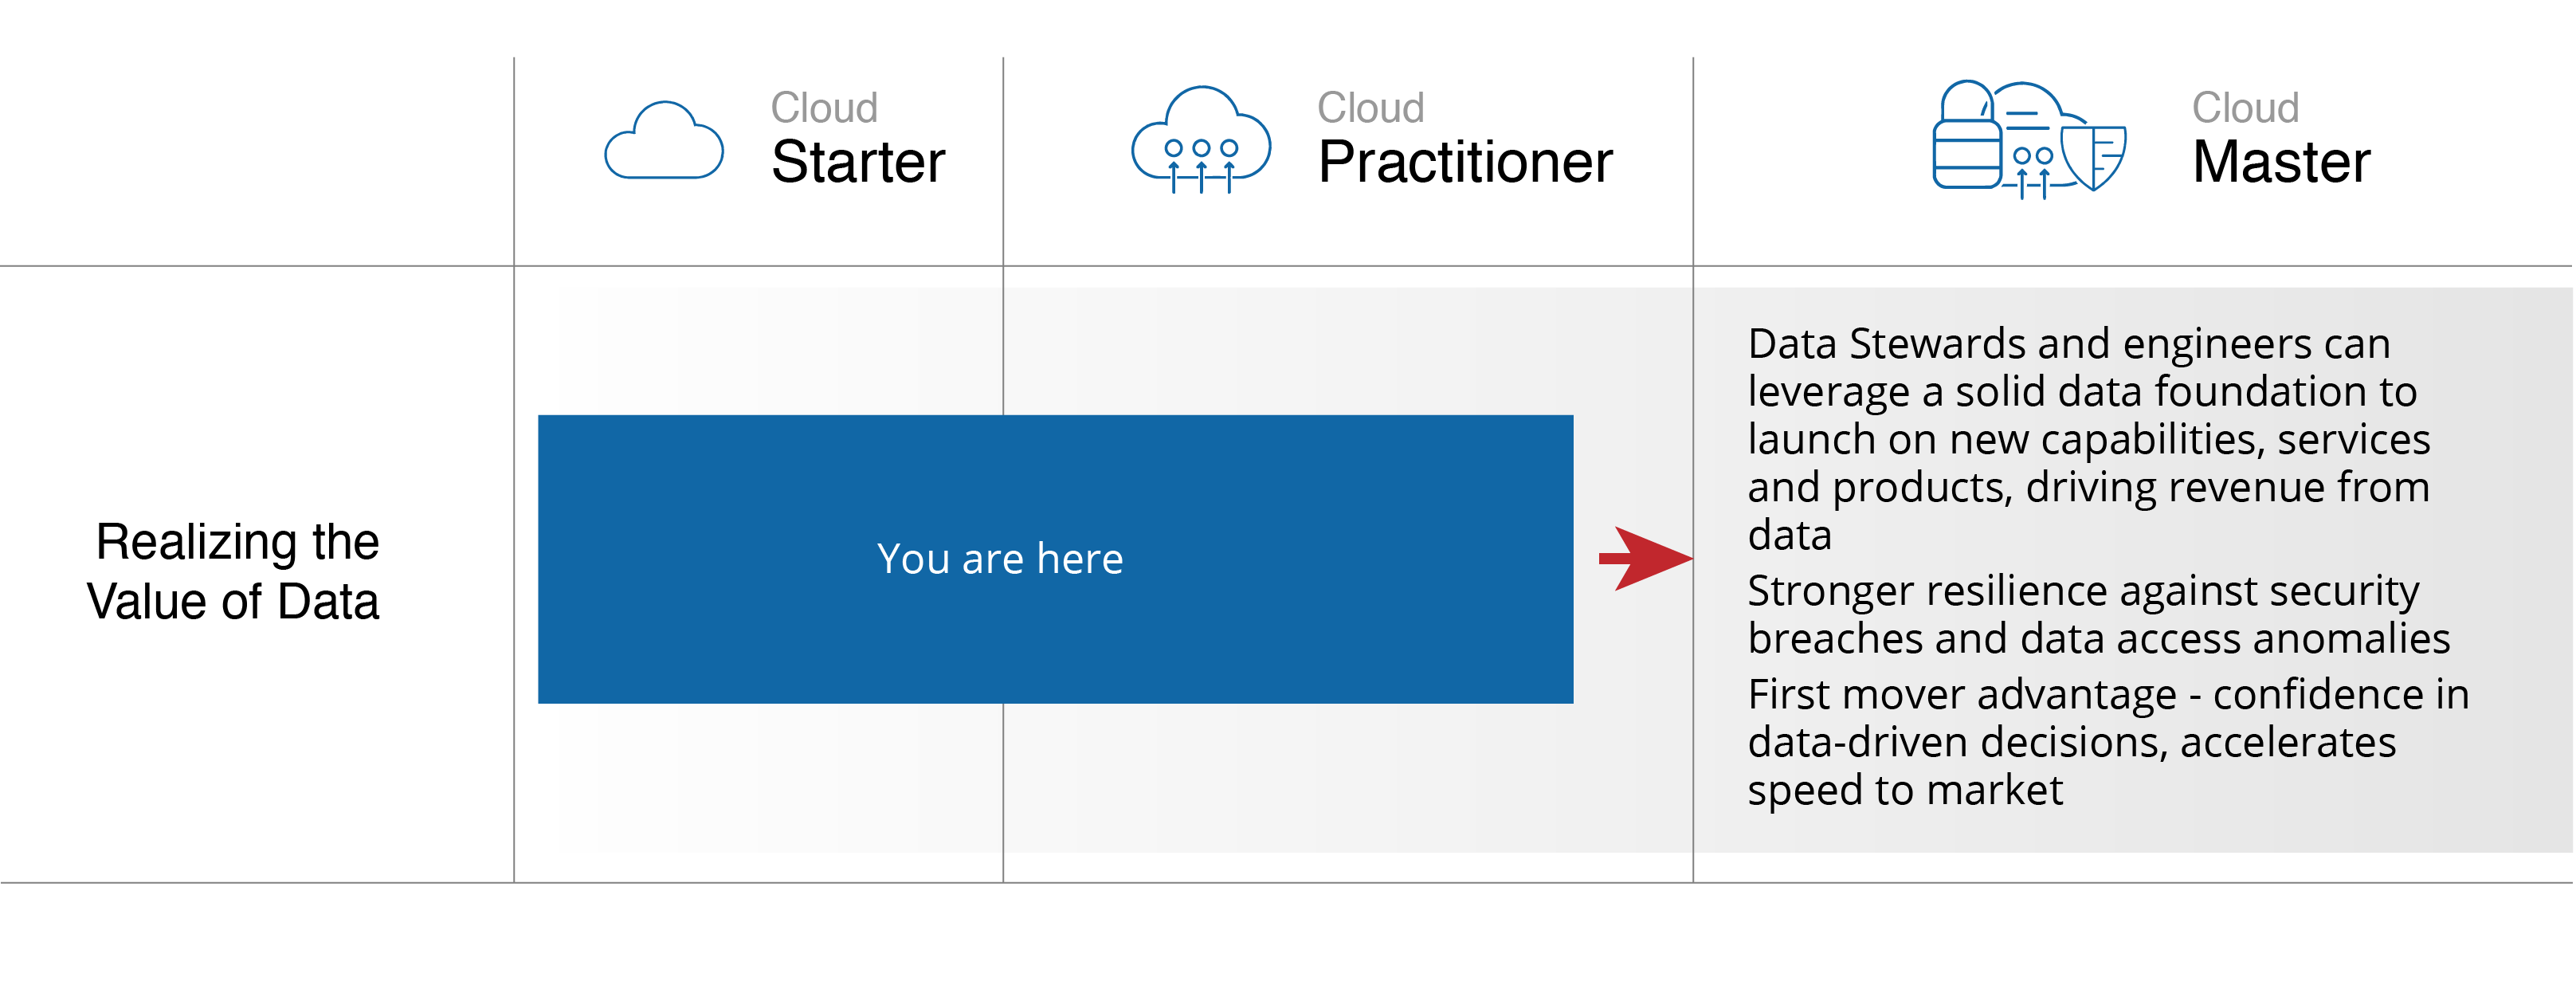 Cloud
Starter
Cloud
Practitioner
Cloud
Master
Realizing the
Value of Data
You are here
Data Stewards and engineers can
leverage a solid data foundation to
launch on new capabilities, services
and products, driving revenue from
data
Stronger resilience against security
breaches and data access anomalies
First mover advantage - confidence in
data-driven decisions, accelerates
speed to market